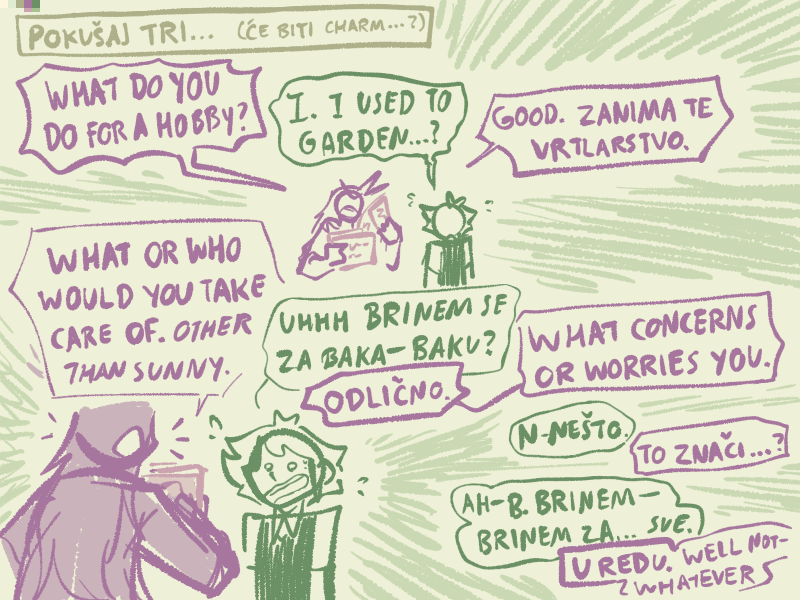 POKUŠAJ TRI... (ĆE BITI CHARM...?)
WHAT DO YOU
DO FOR A HOBBY?
I. I USED TO
GARDEN...?
GOOD. ZANIMA TE
VRTLARSTVO.
WHAT OR WHO
WOULD YOU TAKE
CARE OF. OTHER
THAN SUNNY.
UHHH BRINEM SE
ZA BAKA-BAKU?
ODLIČNO.
WHAT CONCERNS
OR WORRIES YOU.
N-NEŠTO.
TO ZNAČI...?
AH-B. BRINEM-
BRINEM ZA... SVE.
U REDU. WELL NOT-
WHATEVER